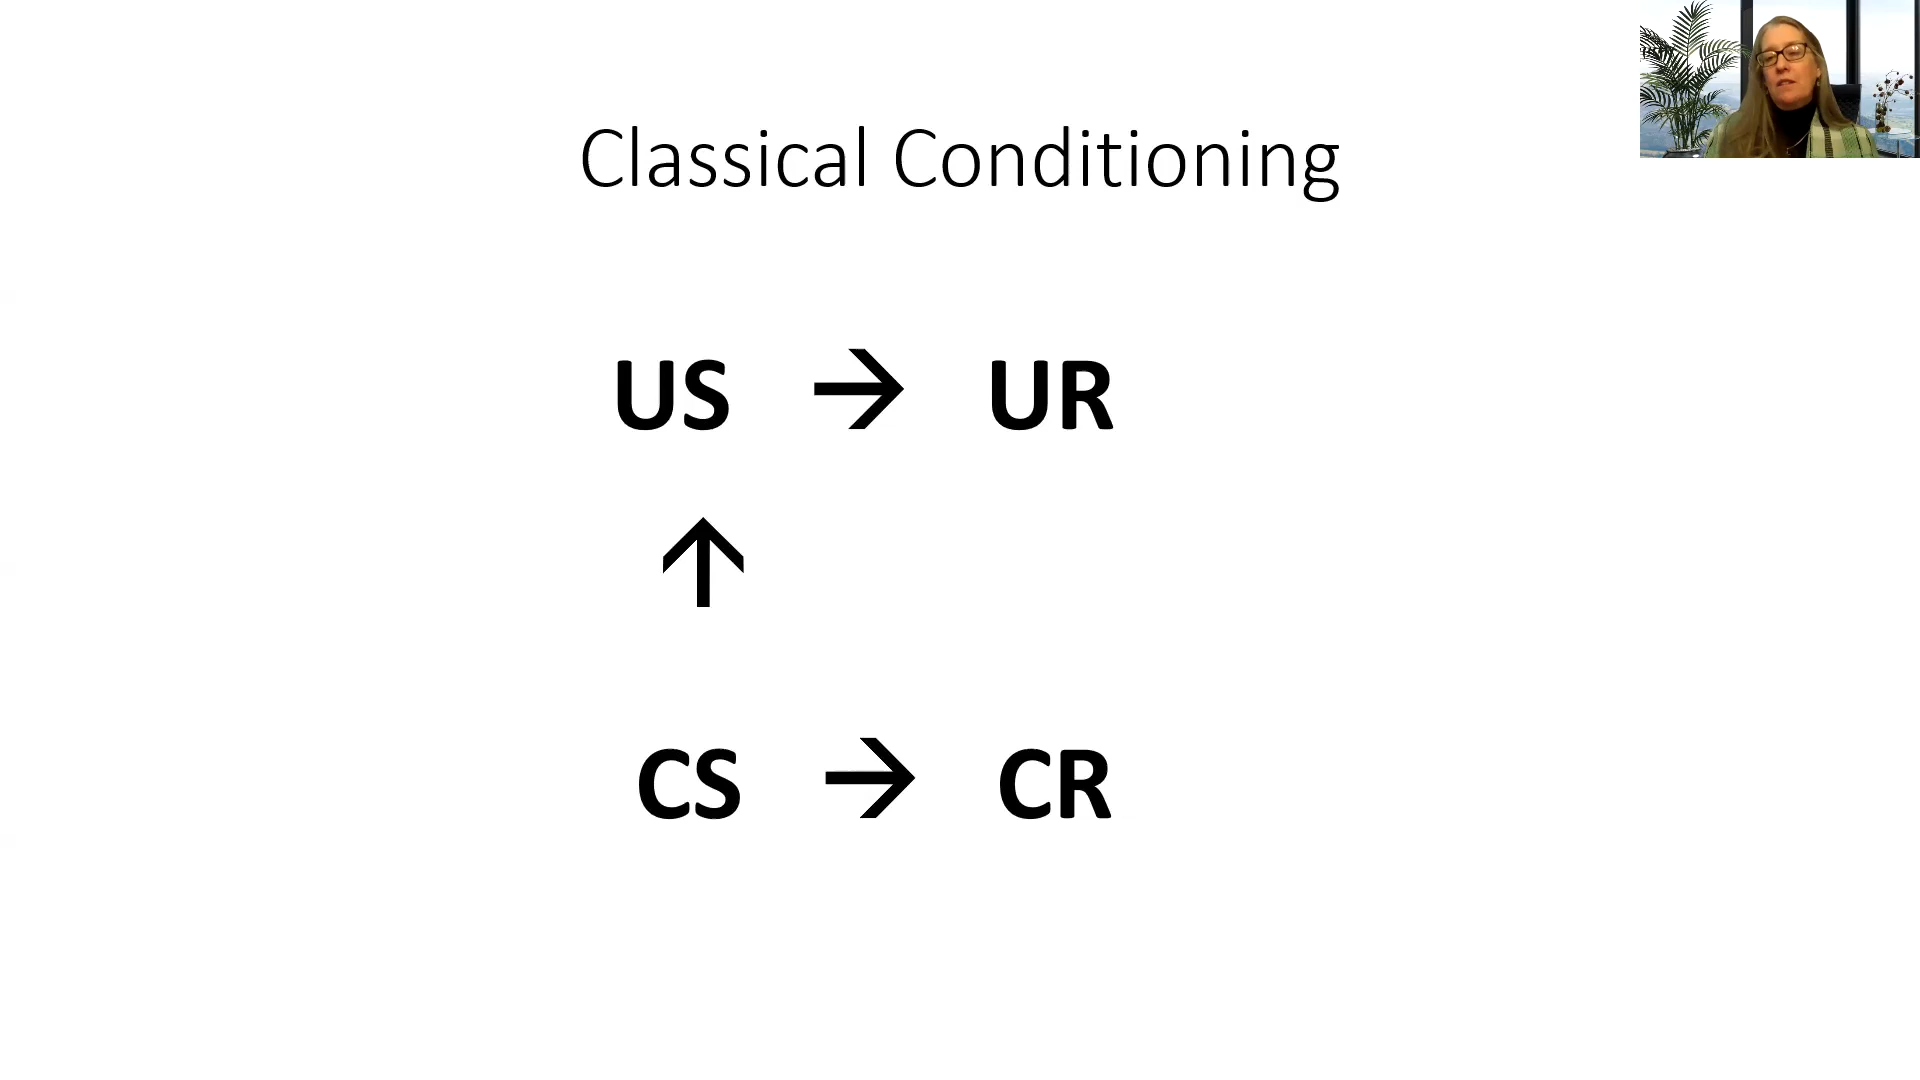 Classical Conditioning
US → UR
↑
CS → CR